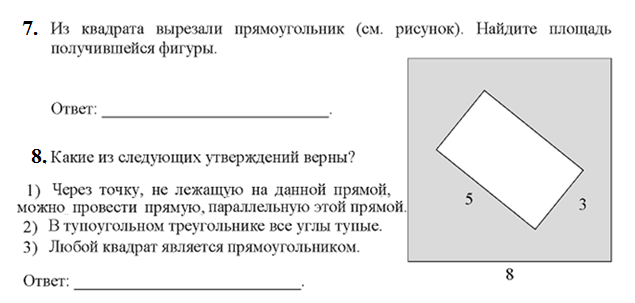 7. Из квадрата вырезали прямоугольник (см. рисунок). Найдите площадь
получившейся фигуры.
Ответ: ______________________________.
8. Какие из следующих утверждений верны?
1) Через точку, не лежащую на данной прямой,
можно провести прямую, параллельную этой прямой.
2) В тупоугольном треугольнике все углы тупые.
3) Любой квадрат является прямоугольником.
Ответ: ______________________________.
5
3
8